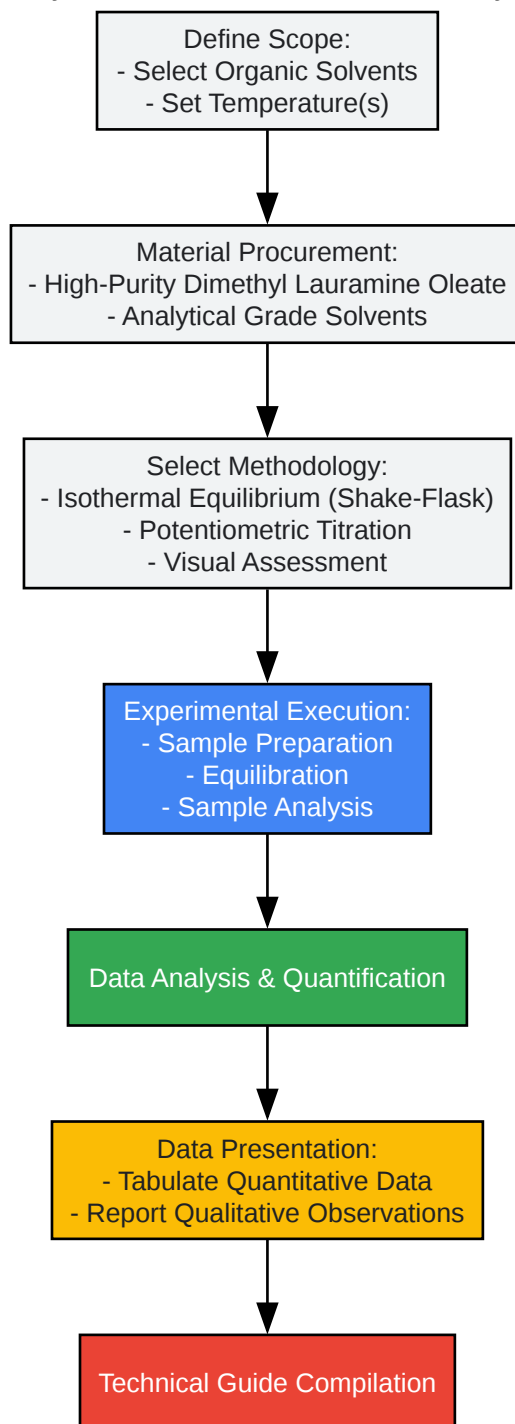 Define Scope:
- Select Organic Solvents
- Set Temperature(s)
Material Procurement:
- High-Purity Dimethyl Lauramine Oleate
- Analytical Grade Solvents
Select Methodology:
- Isothermal Equilibrium (Shake-Flask)
- Potentiometric Titration
- Visual Assessment
Experimental Execution:
- Sample Preparation
- Equilibration
- Sample Analysis
Data Analysis & Quantification
Data Presentation:
- Tabulate Quantitative Data
- Report Qualitative Observations
Technical Guide Compilation